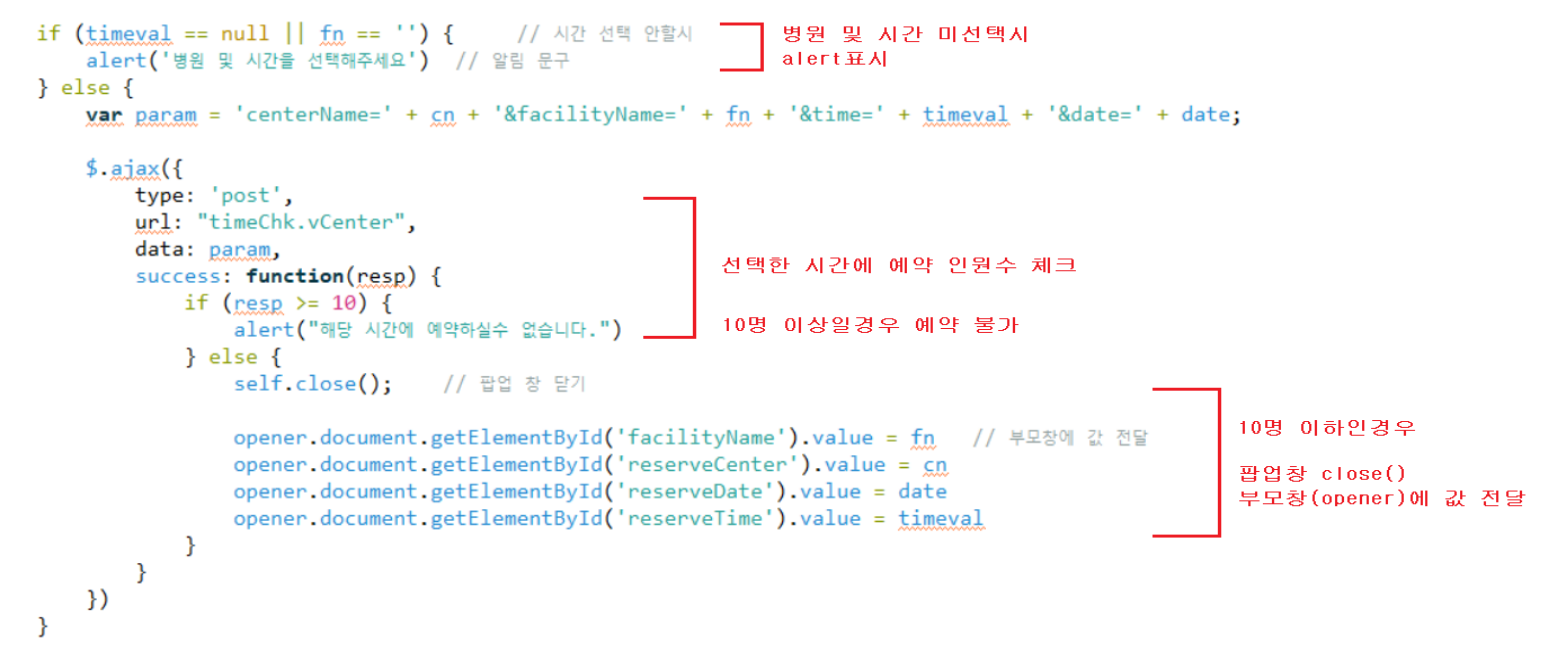 if (timeval == null || fn == '') {      // 시간 선택 안할시
병원 및 시간 미선택시
    alert('병원 및 시간을 선택해주세요')  // 알림 문구
alert표시
} else {
    var param = 'centerName=' + cn + '&facilityName=' + fn + '&time=' + timeval + '&date=' + date;
    $.ajax({
        type: 'post',
        url: "timeChk.vCenter",
        data: param,
선택한 시간에 예약 인원수 체크
        success: function(resp) {
            if (resp >= 10) {
                alert("해당 시간에 예약하실수 없습니다.")
10명 이상일경우 예약 불가
            } else {
                self.close();    // 팝업 창 닫기
                opener.document.getElementById('facilityName').value = fn   // 부모창에 값 전달
10명 이하인경우
                opener.document.getElementById('reserveCenter').value = cn
팝업창 close()
                opener.document.getElementById('reserveDate').value = date
부모창(opener)에 값 전달
                opener.document.getElementById('reserveTime').value = timeval
            }
        }
    })
}